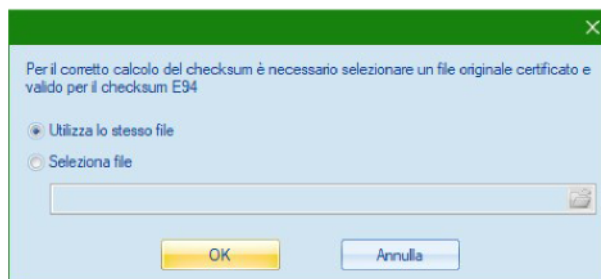 Per il corretto calcolo del checksum è necessario selezionare un file originale certificato e
valido per il checksum E94
Utilizza lo stesso file
Seleziona file
OK
Annulla